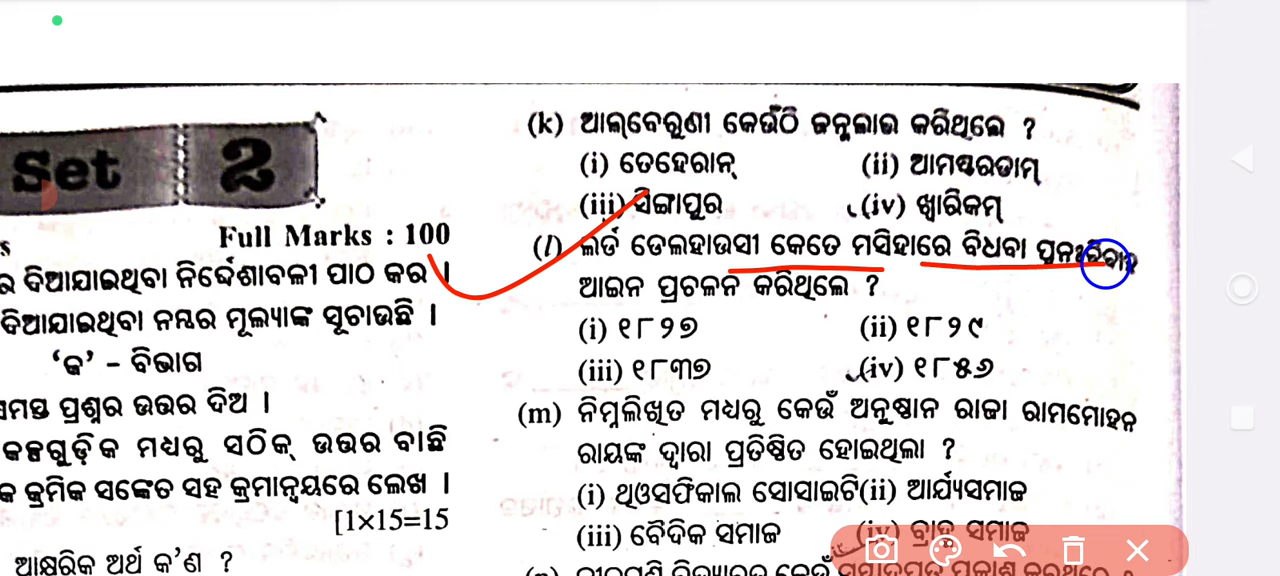 Set 2
s Full Marks : 100
ର ଦିଆଯାଇଥିବା ନିର୍ଦ୍ଦେଶାବଳୀ ପାଠ କର ।
ଦିଆଯାଇଥିବା ନମ୍ବର ମୂଲ୍ୟାଙ୍କ ସୂଚାଉଛି ।
‘କ’ – ବିଭାଗ
ସମସ୍ତ ପ୍ରଶ୍ନର ଉତ୍ତର ଦିଅ ।
ମଧ୍ୟରୁ ସଠିକ୍ ଉତ୍ତର ବାଛି
କ କ୍ରମିକ ସଙ୍କେତ ସହ କ୍ରମାନ୍ୱୟରେ ଲେଖ ।
[1×15=15
ଆକ୍ଷରିକ ଅର୍ଥ କ’ଣ ?
(k) ଆଲ୍‌ବେରୁଣୀ କେଉଁଠି ଜନ୍ମଲାଭ କରିଥିଲେ ?
(i) ତେହେରାନ୍ (ii) ଆମଷ୍ଟରଡାମ୍
(iii) ସିଙ୍ଗାପୁର (iv) ଖ୍ୱାରିଜମ୍
(l) ଲର୍ଡ ଡେଲହାଉସୀ କେତେ ମସିହାରେ ବିଧବା
ଆଇନ ପ୍ରଚଳନ କରିଥିଲେ ?
(i) ୧୮୨୭ (ii) ୧୮୨୯
(iii) ୧୮୩୭ (iv) ୧୮୫୬
(m) ନିମ୍ନଲିଖିତ ମଧ୍ୟରୁ କେଉଁ ଅନୁଷ୍ଠାନ ରାଜା ରାମମୋହନ
ରାୟଙ୍କ ଦ୍ୱାରା ପ୍ରତିଷ୍ଠିତ ହୋଇଥିଲା ?
(i) ଥିଓସଫିକାଲ ସୋସାଇଟି(ii) ଆର୍ଯ୍ୟସମାଜ
(iii) ବୈଦିକ ସମାଜ (iv) ବ୍ରାହ୍ମ ସମାଜ